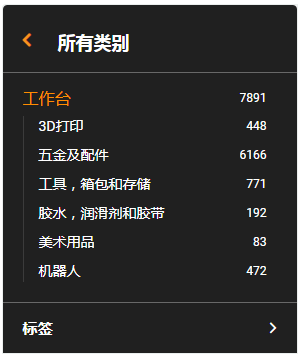 所有类别
工作台 7891
3D打印 448
五金及配件 6166
工具，箱包和存储 771
胶水，润滑剂和胶带 192
美术用品 83
机器人 472
标签